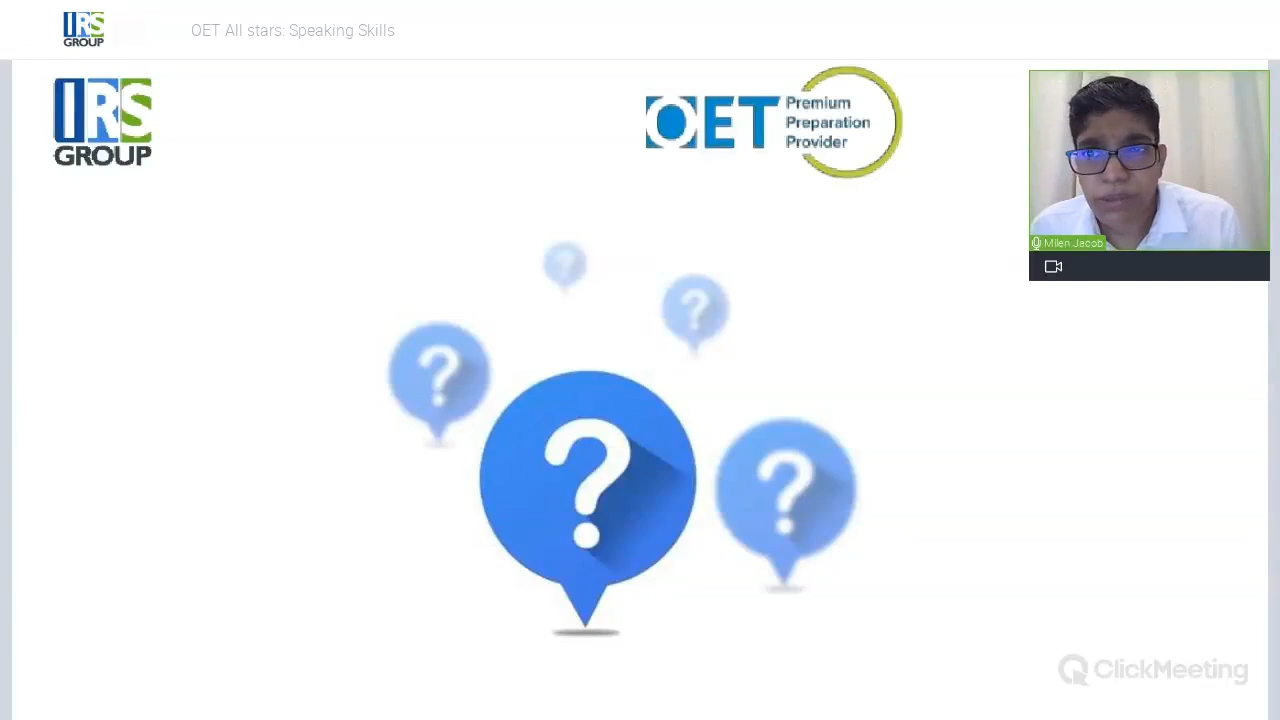 IRS
GROUP
OET All stars: Speaking Skills
IRS
GROUP
OET
Premium
Preparation
Provider
Milen Jacob
?
?
?
?
?
ClickMeeting